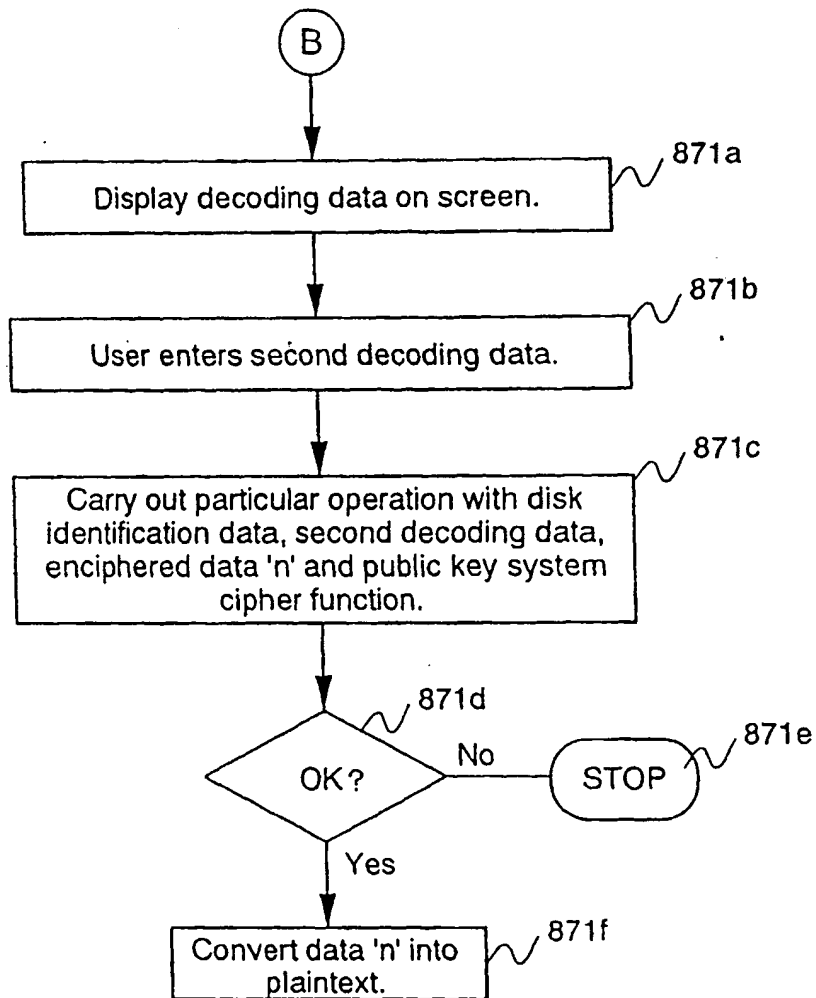 B
871a
Display decoding data on screen.
871b
User enters second decoding data.
871c
Carry out particular operation with disk
identification data, second decoding data,
enciphered data 'n' and public key system
cipher function.
871d
OK?
No
871e
STOP
Yes
871f
Convert data 'n' into
plaintext.